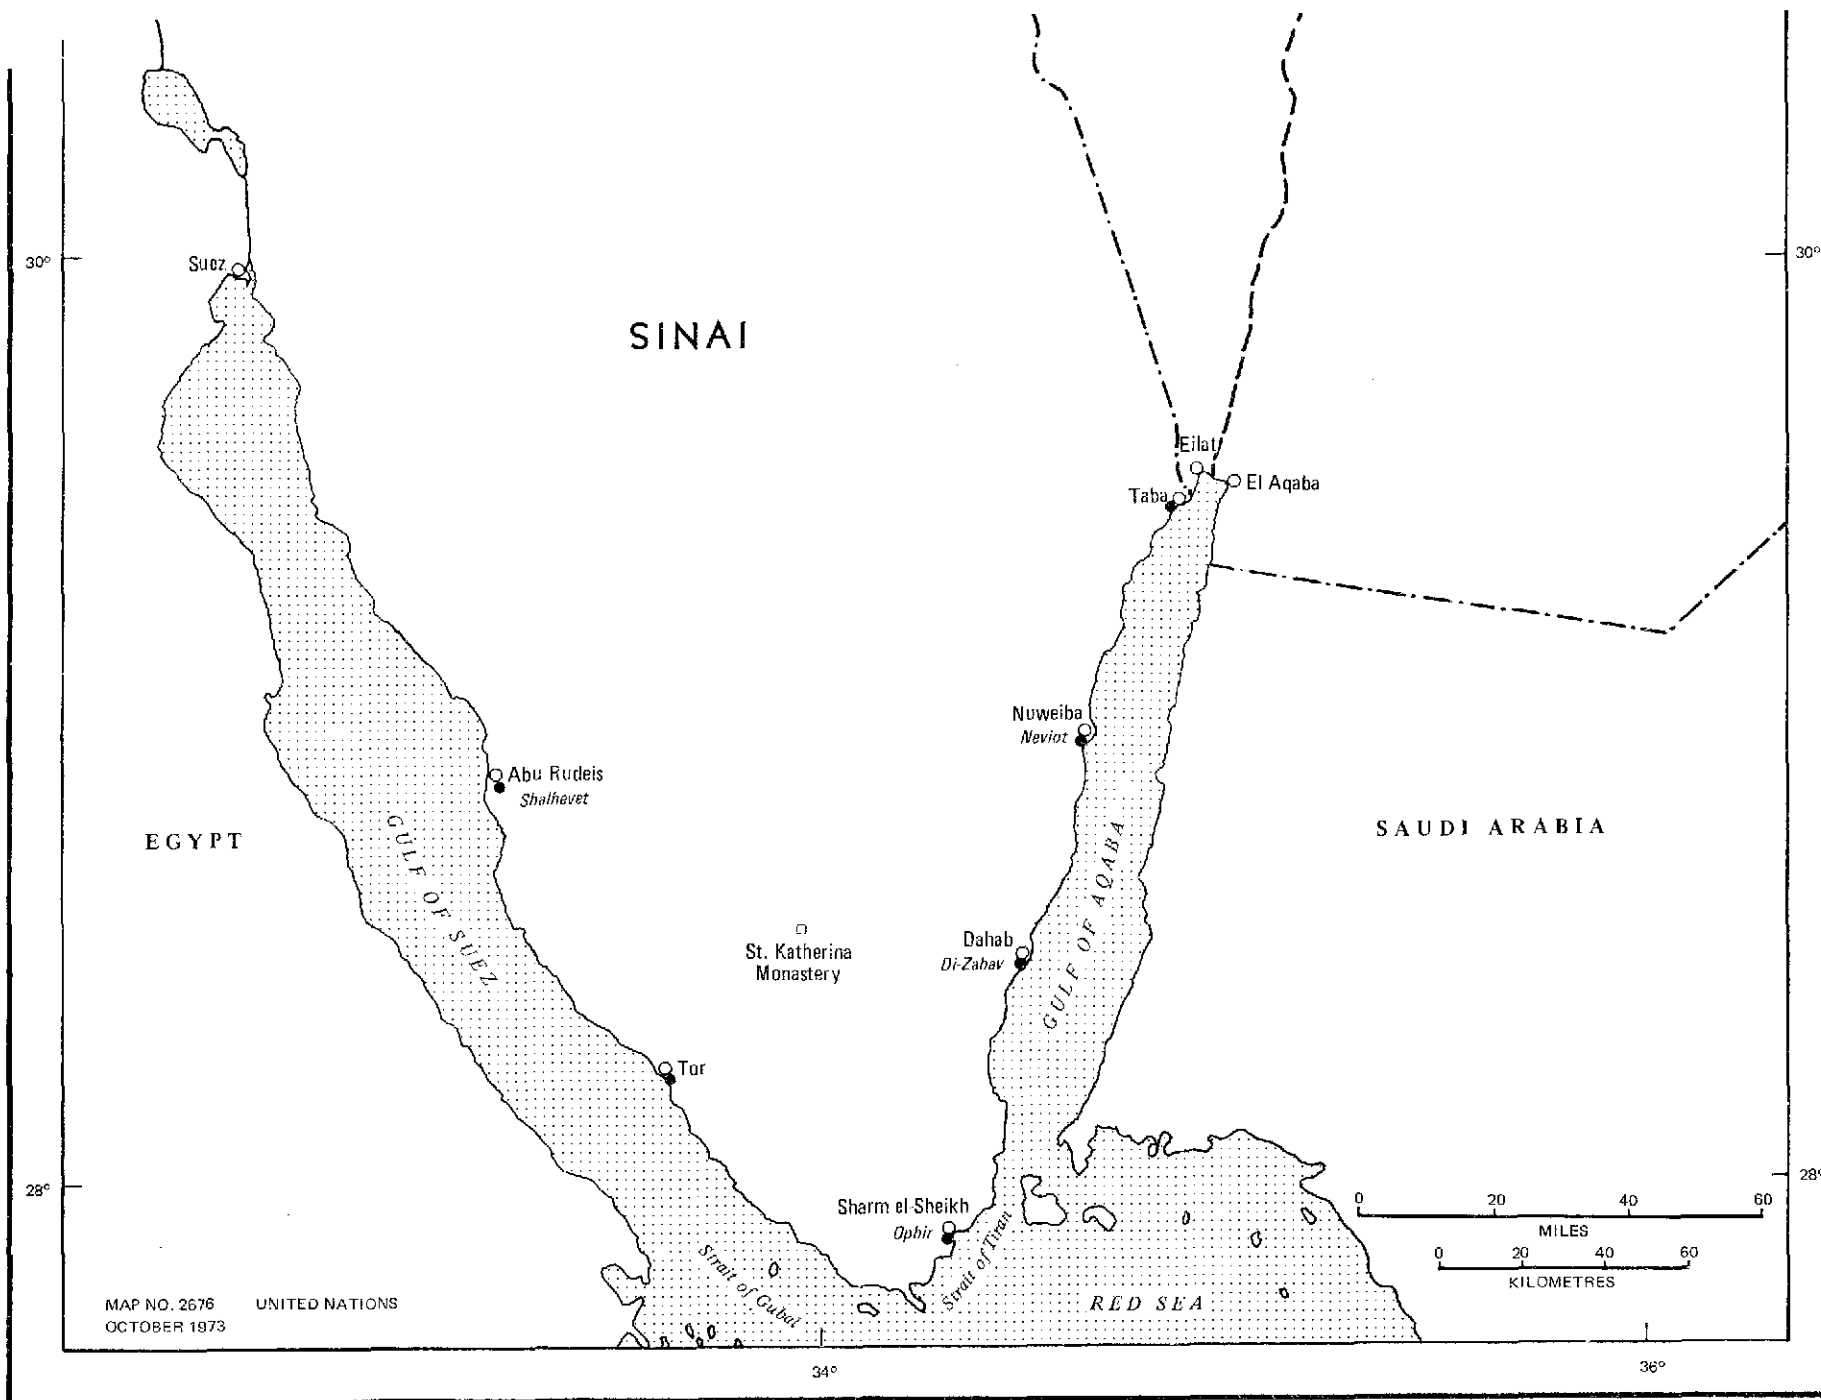 30°
30°
Suez
SINAI
Eilat
El Aqaba
Taba
Nuweiba
Neviot
Abu Rudeis
Shalhevet
EGYPT
GULF OF SUEZ
GULF OF AQABA
SAUDI ARABIA
St. Katherina
Monastery
Dahab
Di-Zahav
Tor
28°
28°
Sharm el-Sheikh
Ophir
Strait of Tiran
Strait of Gubal
RED SEA
0 20 40 60
MILES
0 20 40 60
KILOMETRES
MAP NO. 2676 UNITED NATIONS
OCTOBER 1973
34°
36°